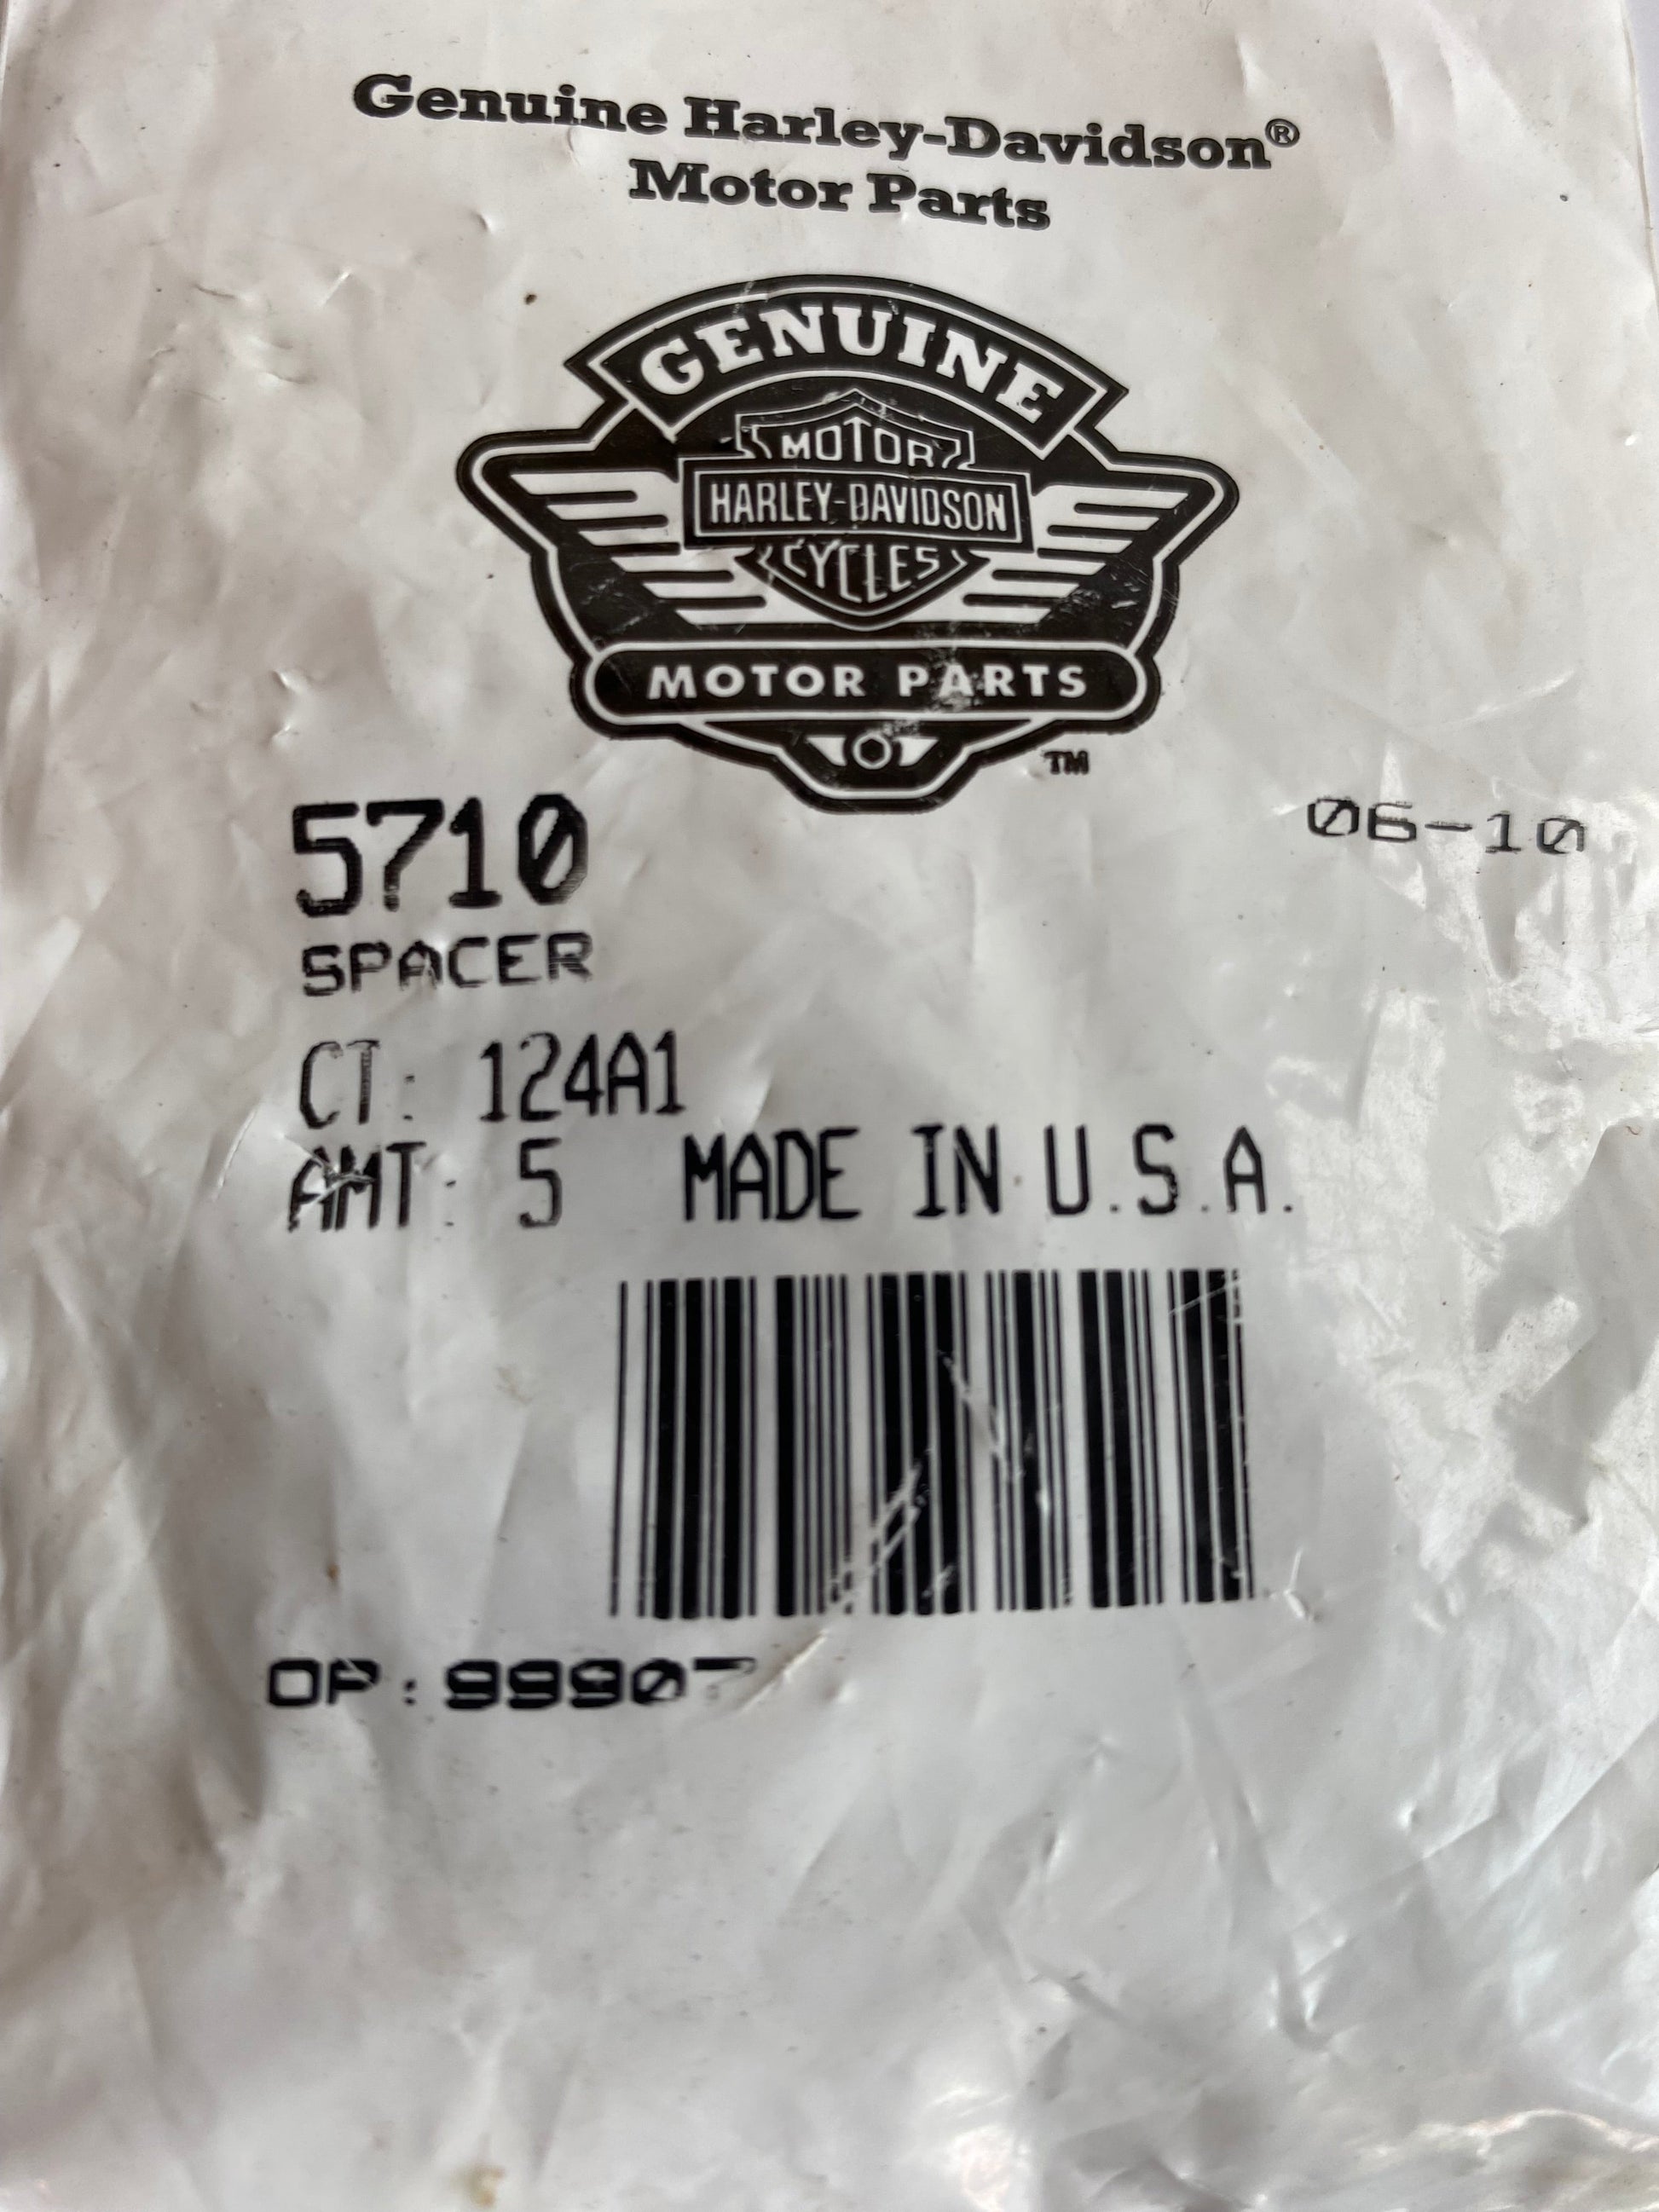 Genuine Harley-Davidson®
Motor Parts
GENUINE
MOTOR
HARLEY-DAVIDSON
CYCLES
MOTOR PARTS
TM
5710
06-10
SPACER
CT: 124A1
AMT: 5 MADE IN U.S.A.
OP: